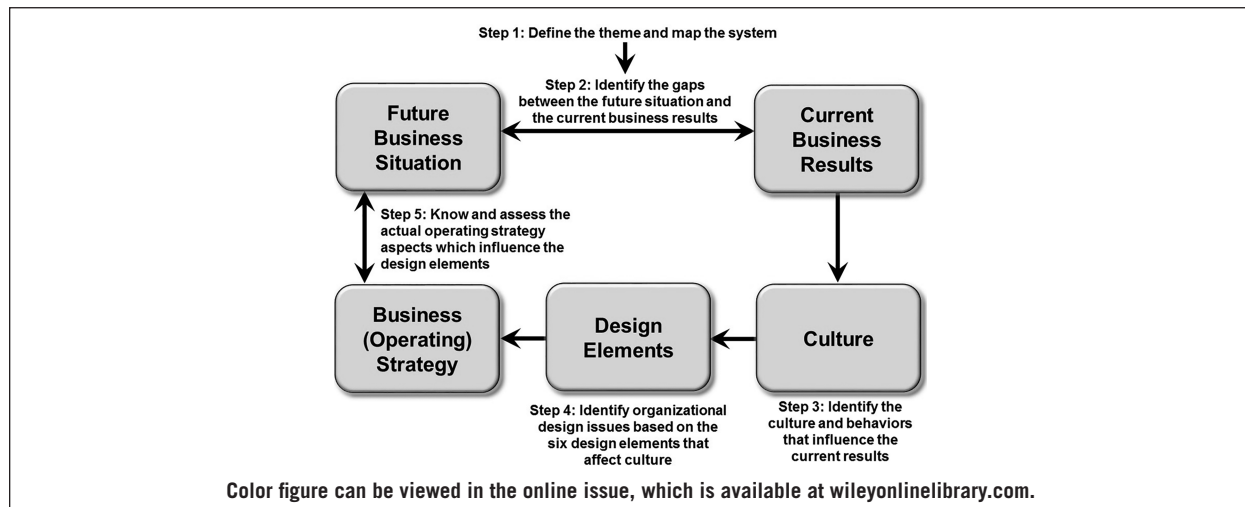 Step 1: Define the theme and map the system
Step 2: Identify the gaps
between the future situation and
the current business results
Future
Business
Situation
Current
Business
Results
Step 5: Know and assess the
actual operating strategy
aspects which influence the
design elements
Business
(Operating)
Strategy
Design
Elements
Culture
Step 4: Identify organizational
design issues based on the
six design elements that
affect culture
Step 3: Identify the
culture and behaviors
that influence the
current results
Color figure can be viewed in the online issue, which is available at wileyonlinelibrary.com.